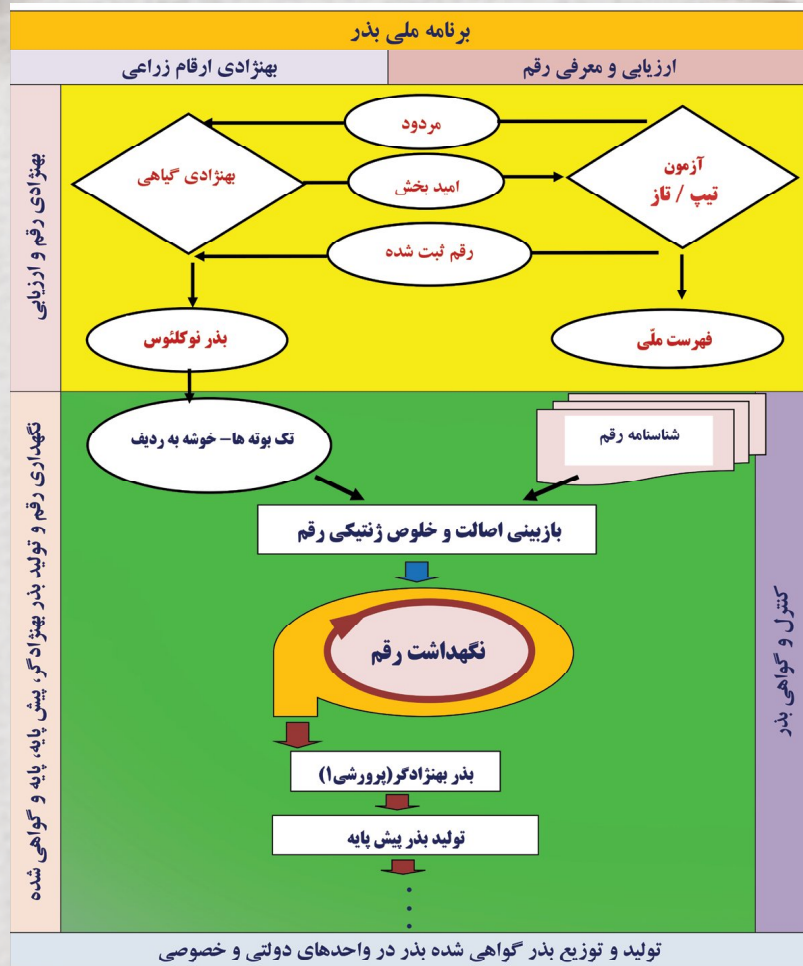 برنامه ملی بذر
ارزیابی و معرفی رقم
بهنژادی ارقام زراعی
بهنژادی رقم و ارزیابی
مردود
آزمون
تیپ / تاز
بهنژادی گیاهی
امید بخش
رقم ثبت شده
فهرست ملّی
بذر نوکلئوس
کنترل و گواهی بذر
نگهداری رقم و تولید بذر بهنژادگر، پیش پایه، پایه و گواهی شده
شناسنامه رقم
تک بوته ها– خوشه به ردیف
بازبینی اصالت و خلوص ژنتیکی رقم
نگهداشت رقم
بذر بهنژادگر(پرورشی۱)
تولید بذر پیش پایه
تولید و توزیع بذر گواهی شده بذر در واحدهای دولتی و خصوصی